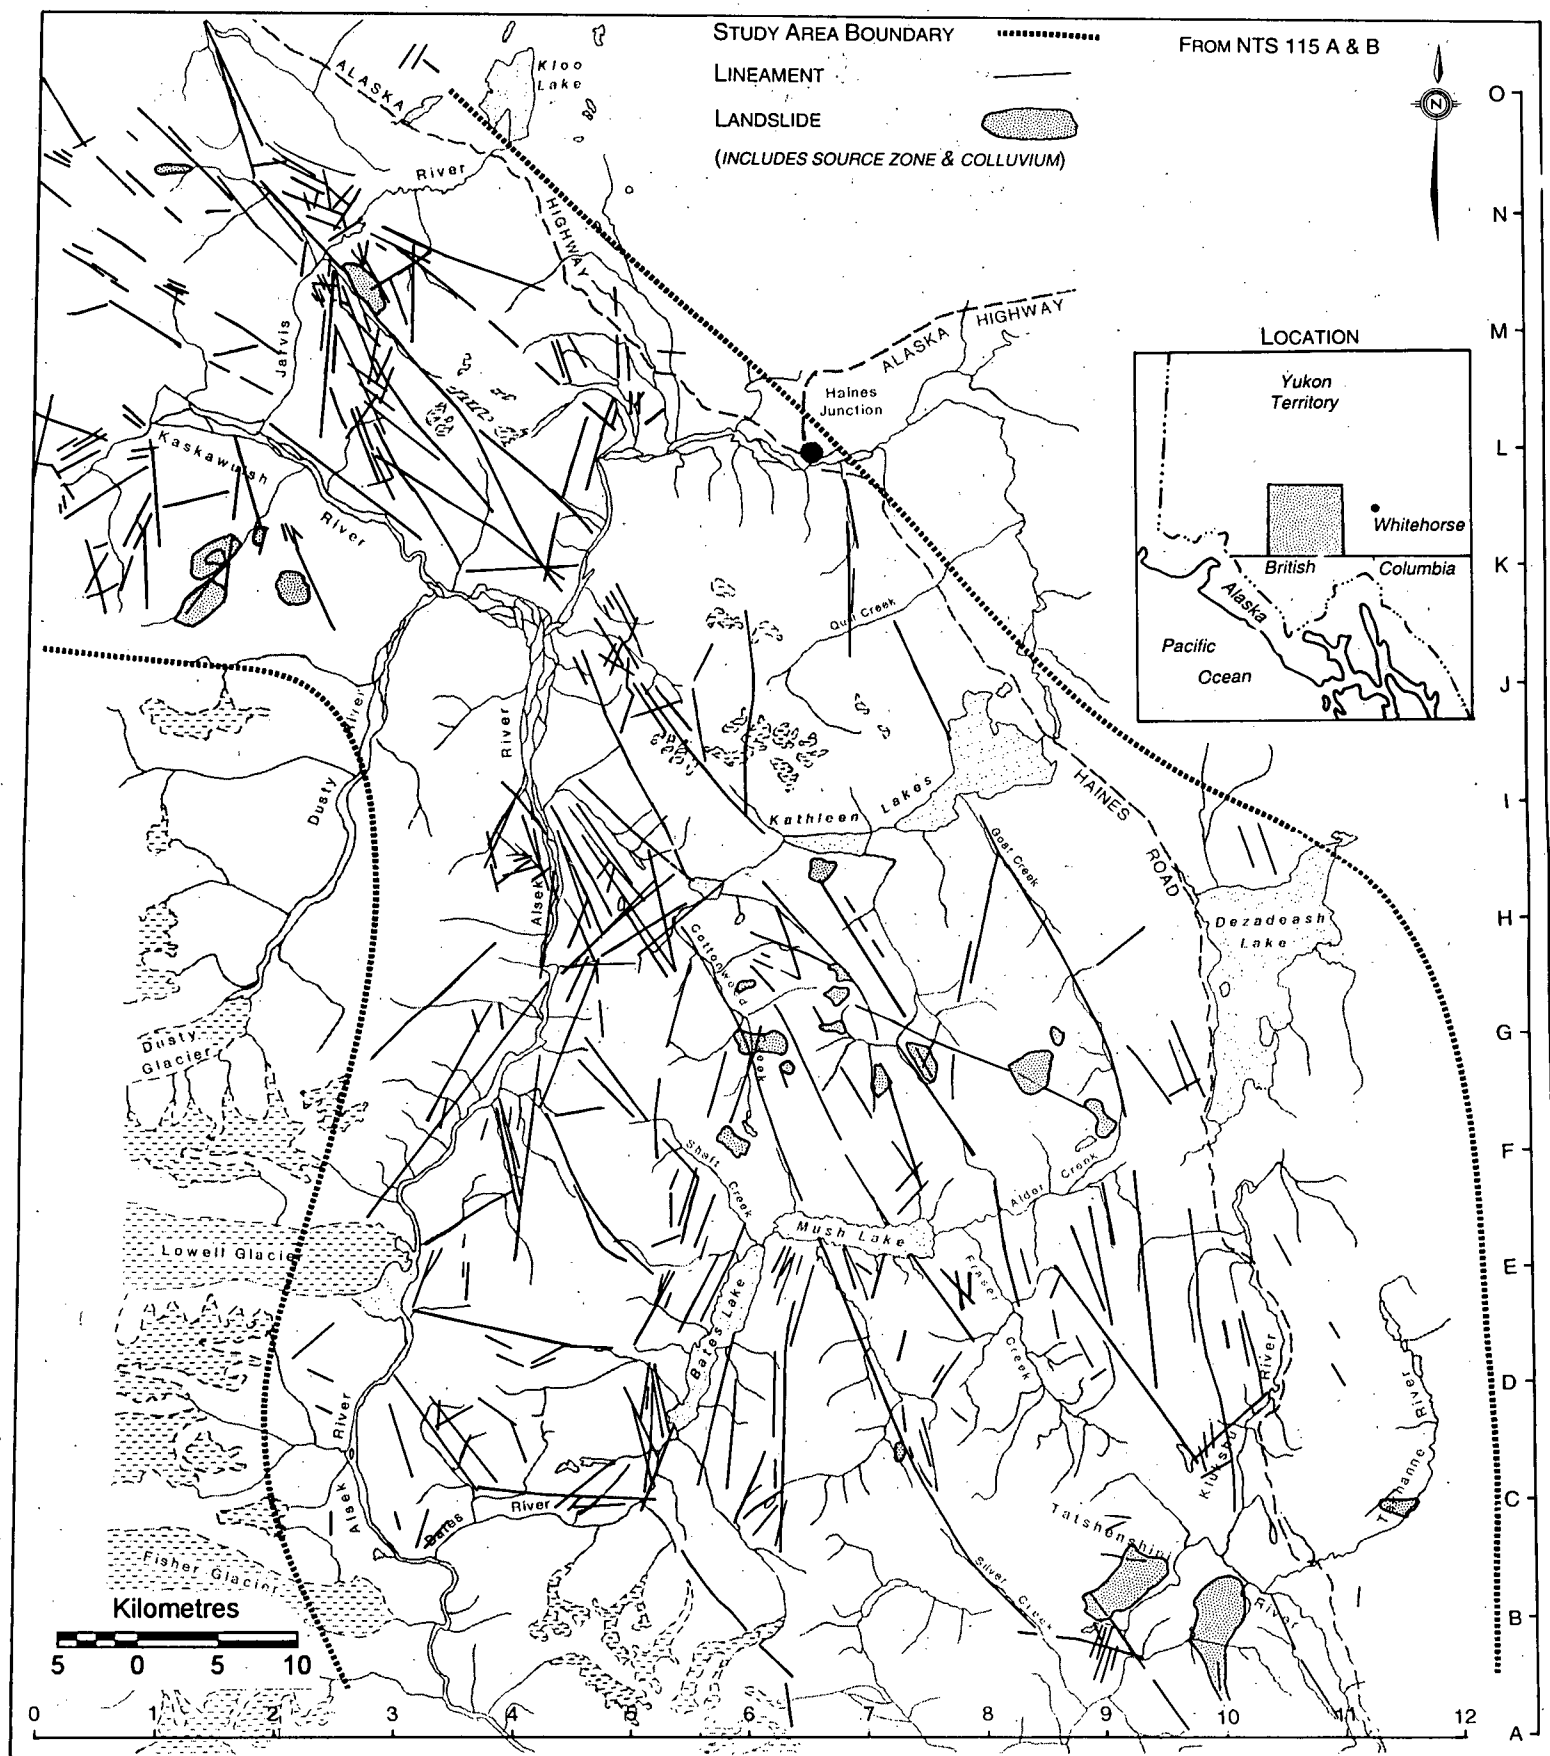 STUDY AREA BOUNDARY
FROM NTS 115 A & B
LINEAMENT
LANDSLIDE
(INCLUDES SOURCE ZONE & COLLUVIUM)
N
O
N
M
L
K
J
I
H
G
F
E
D
C
B
A
LOCATION
Yukon
Territory
Whitehorse
British
Columbia
Alaska
Pacific
Ocean
Kloo
Lake
ALASKA
River
HIGHWAY
ALASKA
HIGHWAY
Jarvis
Haines
Junction
Kaskawulsh
River
Quill Creek
River
Dusty
River
Kathleen
Lakes
HAINES
ROAD
Goat Creek
Alsek
Dezadeash
Lake
Cottonwood
Dusty
Glacier
Shaft
Creek
Alder Creek
Mush Lake
Lowell Glacier
Fraser
Creek
Bates Lake
River
Alsek
River
Klukshu
River
Bates
River
Tatshenshini
River
Silver
Creek
Fisher Glacier
Kilometres
5 0 5 10
0 1 2 3 4 5 6 7 8 9 10 11 12